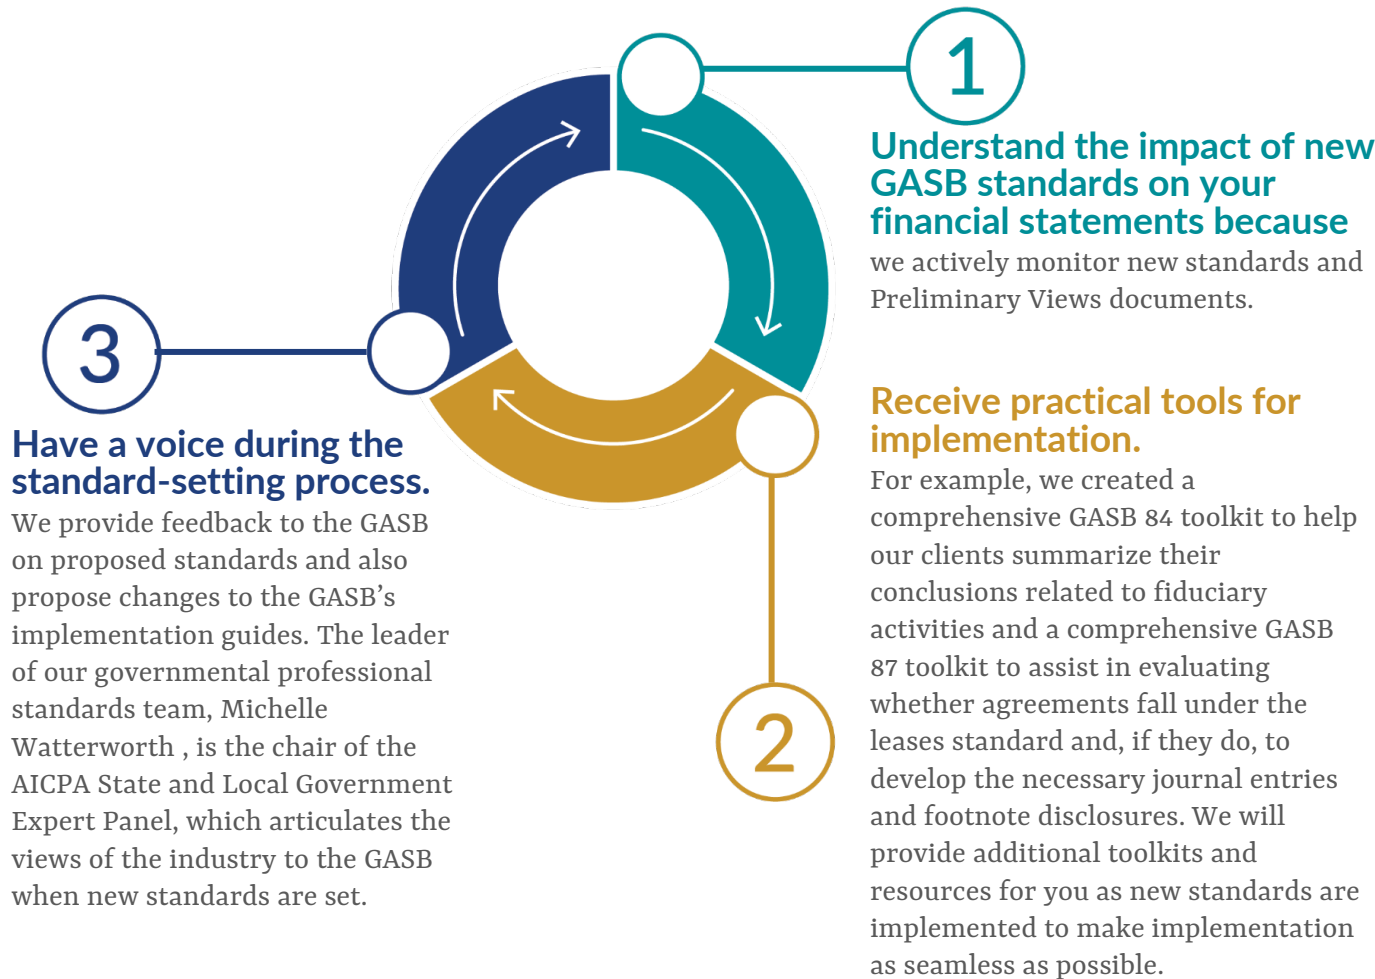 1
Understand the impact of new
GASB standards on your
financial statements because
we actively monitor new standards and
Preliminary Views documents.
2
Receive practical tools for
implementation.
For example, we created a
comprehensive GASB 84 toolkit to help
our clients summarize their
conclusions related to fiduciary
activities and a comprehensive GASB
87 toolkit to assist in evaluating
whether agreements fall under the
leases standard and, if they do, to
develop the necessary journal entries
and footnote disclosures. We will
provide additional toolkits and
resources for you as new standards are
implemented to make implementation
as seamless as possible.
3
Have a voice during the
standard-setting process.
We provide feedback to the GASB
on proposed standards and also
propose changes to the GASB’s
implementation guides. The leader
of our governmental professional
standards team, Michelle
Watterworth , is the chair of the
AICPA State and Local Government
Expert Panel, which articulates the
views of the industry to the GASB
when new standards are set.